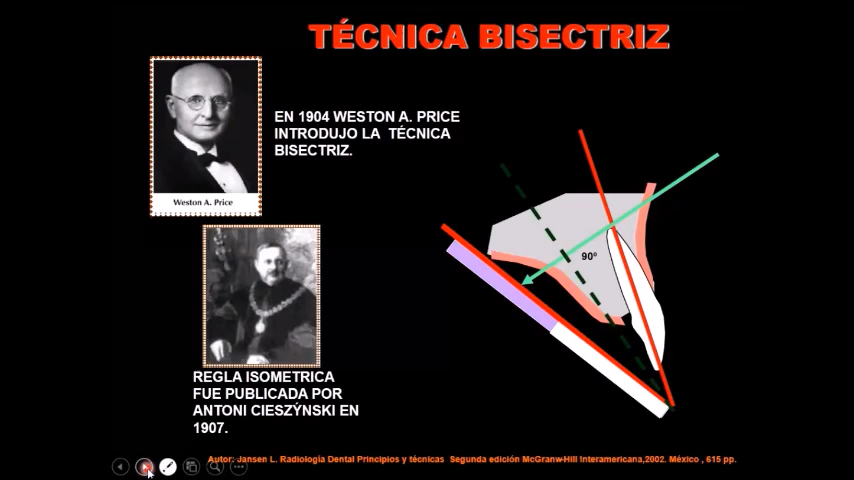 TÉCNICA BISECTRIZ
EN 1904 WESTON A. PRICE
INTRODUJO LA TÉCNICA
BISECTRIZ.
Weston A. Price
90º
REGLA ISOMETRICA
FUE PUBLICADA POR
ANTONI CIESZÝNSKI EN
1907.
Autor: Jansen L. Radiología Dental Principios y técnicas Segunda edición McGranw-Hill Interamericana,2002. México , 615 pp.